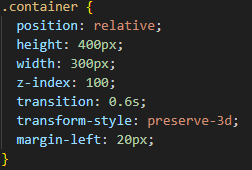 .container {
position: relative;
height: 400px;
width: 300px;
z-index: 100;
transition: 0.6s;
transform-style: preserve-3d;
margin-left: 20px;
}